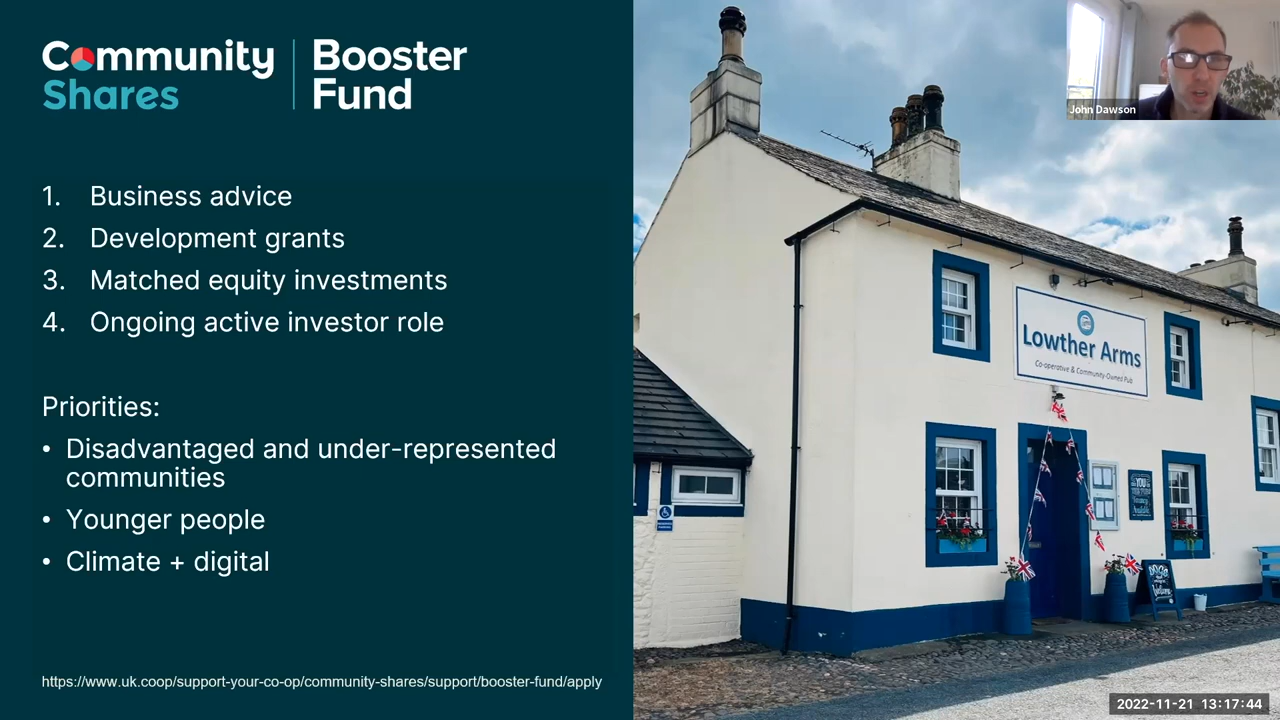 Community Shares
Booster Fund
1. Business advice
2. Development grants
3. Matched equity investments
4. Ongoing active investor role
Priorities:
• Disadvantaged and under-represented
communities
• Younger people
• Climate + digital
https://www.uk.coop/support-your-co-op/community-shares/support/booster-fund/apply
John Dawson
Lowther Arms
Co-operative & Community-Owned Pub
2022-11-21 13:17:44